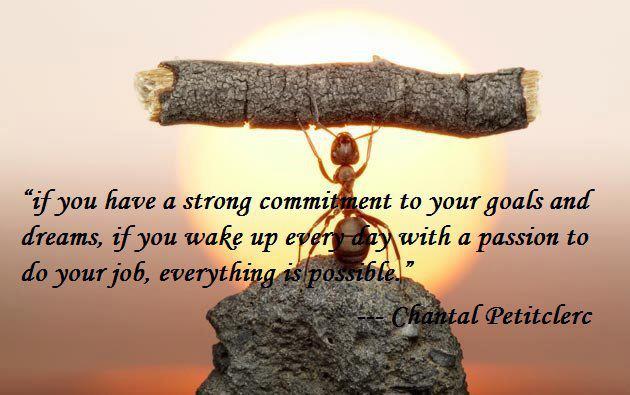 “if you have a strong commitment to your goals and
dreams, if you wake up every day with a passion to
do your job, everything is possible.”
--- Chantal Petitclerc